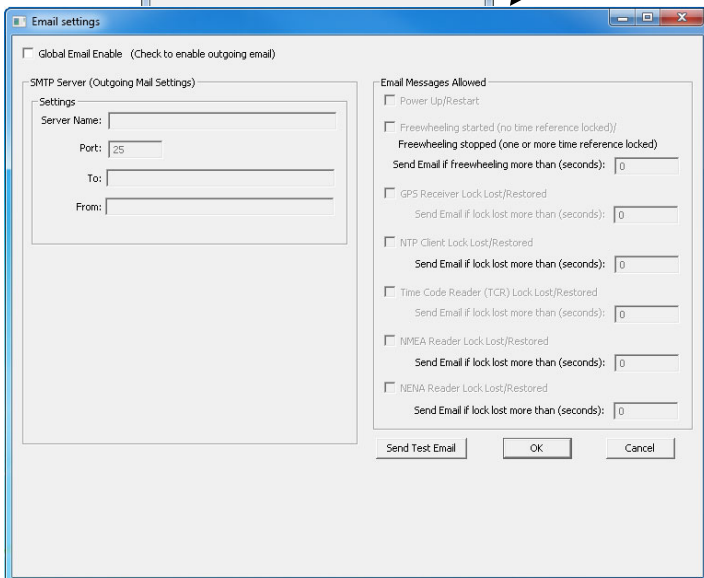 Email settings
Global Email Enable (Check to enable outgoing email)
SMTP Server (Outgoing Mail Settings)
Settings
Server Name:
Port: 25
To:
From:
Email Messages Allowed
Power Up/Restart
Freewheeling started (no time reference locked)/
Freewheeling stopped (one or more time reference locked)
Send Email if freewheeling more than (seconds): 0
GPS Receiver Lock Lost/Restored
Send Email if lock lost more than (seconds): 0
NTP Client Lock Lost/Restored
Send Email if lock lost more than (seconds): 0
Time Code Reader (TCR) Lock Lost/Restored
Send Email if lock lost more than (seconds): 0
NMEA Reader Lock Lost/Restored
Send Email if lock lost more than (seconds): 0
NENA Reader Lock Lost/Restored
Send Email if lock lost more than (seconds): 0
Send Test Email
OK
Cancel